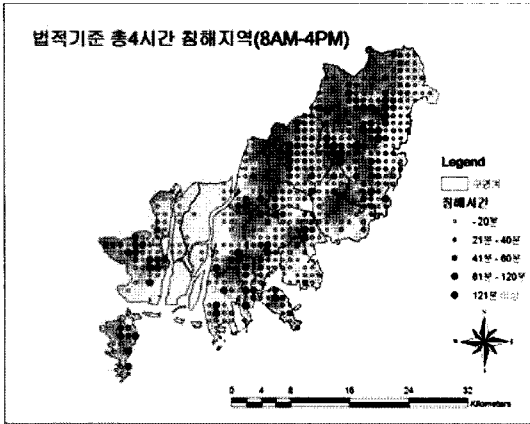 법적기준 총4시간 침해지역(8AM-4PM)
Legend
구경계
침해시간
-20분
21분 - 40분
41분 - 60분
61분 - 120분
121분 이상
N
W E
S
0 2 4 8 16 24 32
Kilometers